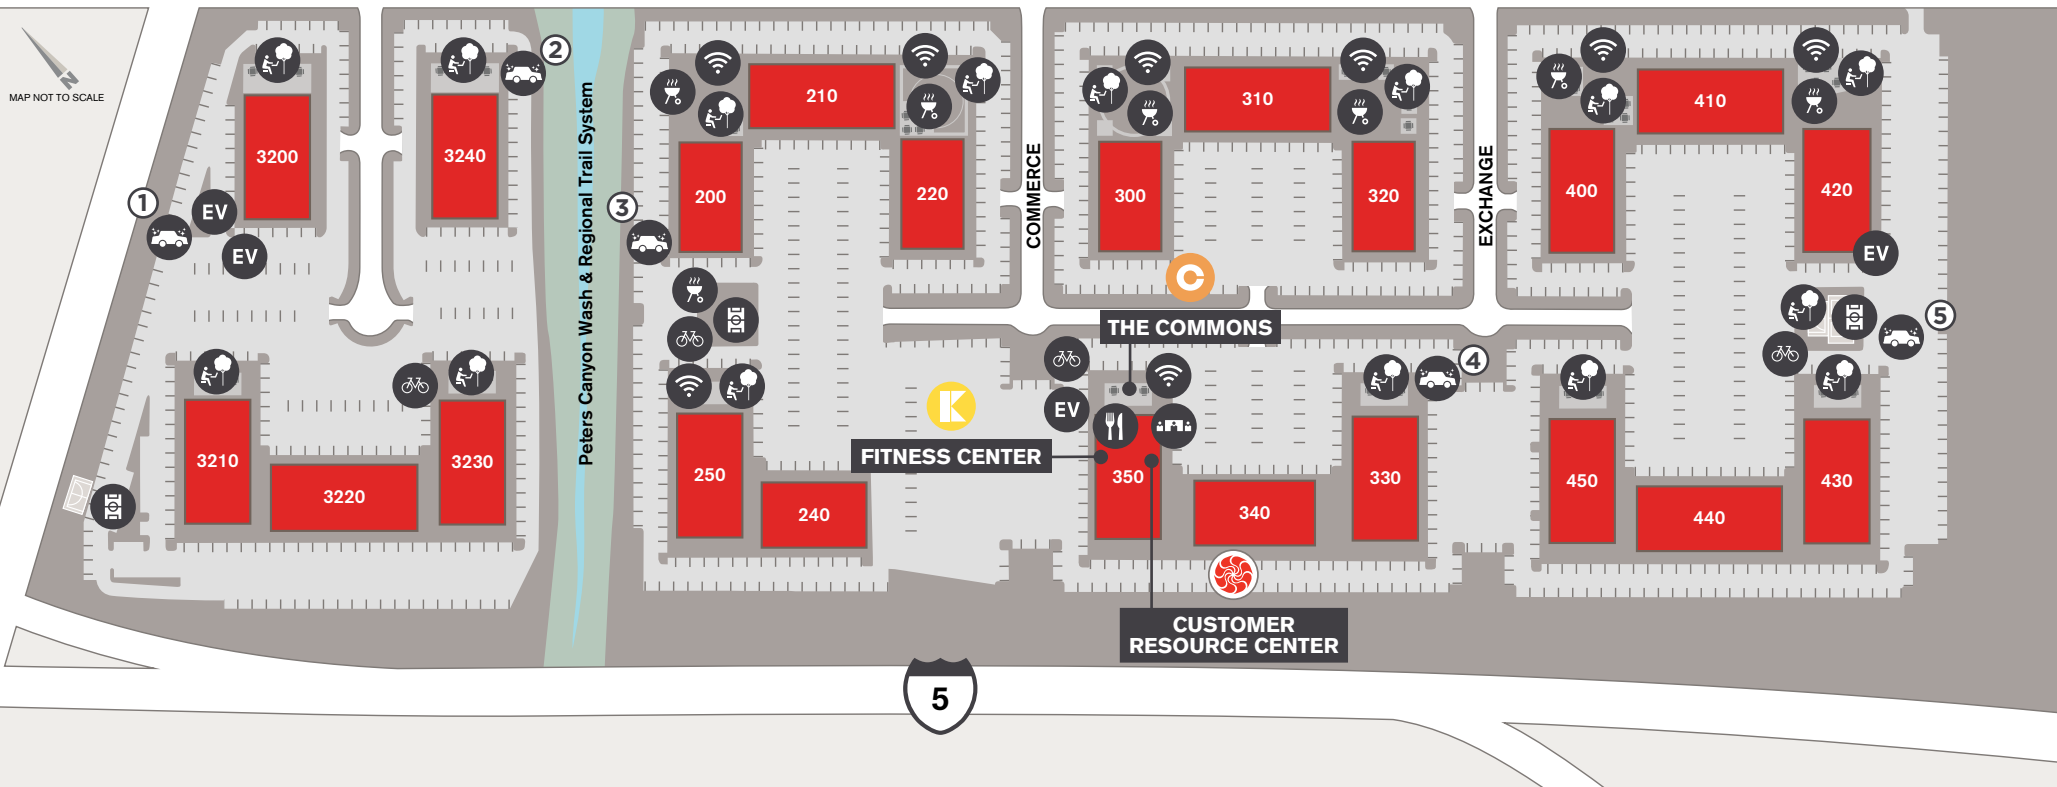 N
MAP NOT TO SCALE
3200
3240
3210
3220
3230
1
EV
EV
2
Peters Canyon Wash & Regional Trail System
3
210
200
220
250
240
COMMERCE
310
300
320
C
EXCHANGE
410
400
420
EV
5
THE COMMONS
4
EV
K
FITNESS CENTER
350
340
330
CUSTOMER
RESOURCE CENTER
450
440
430
5